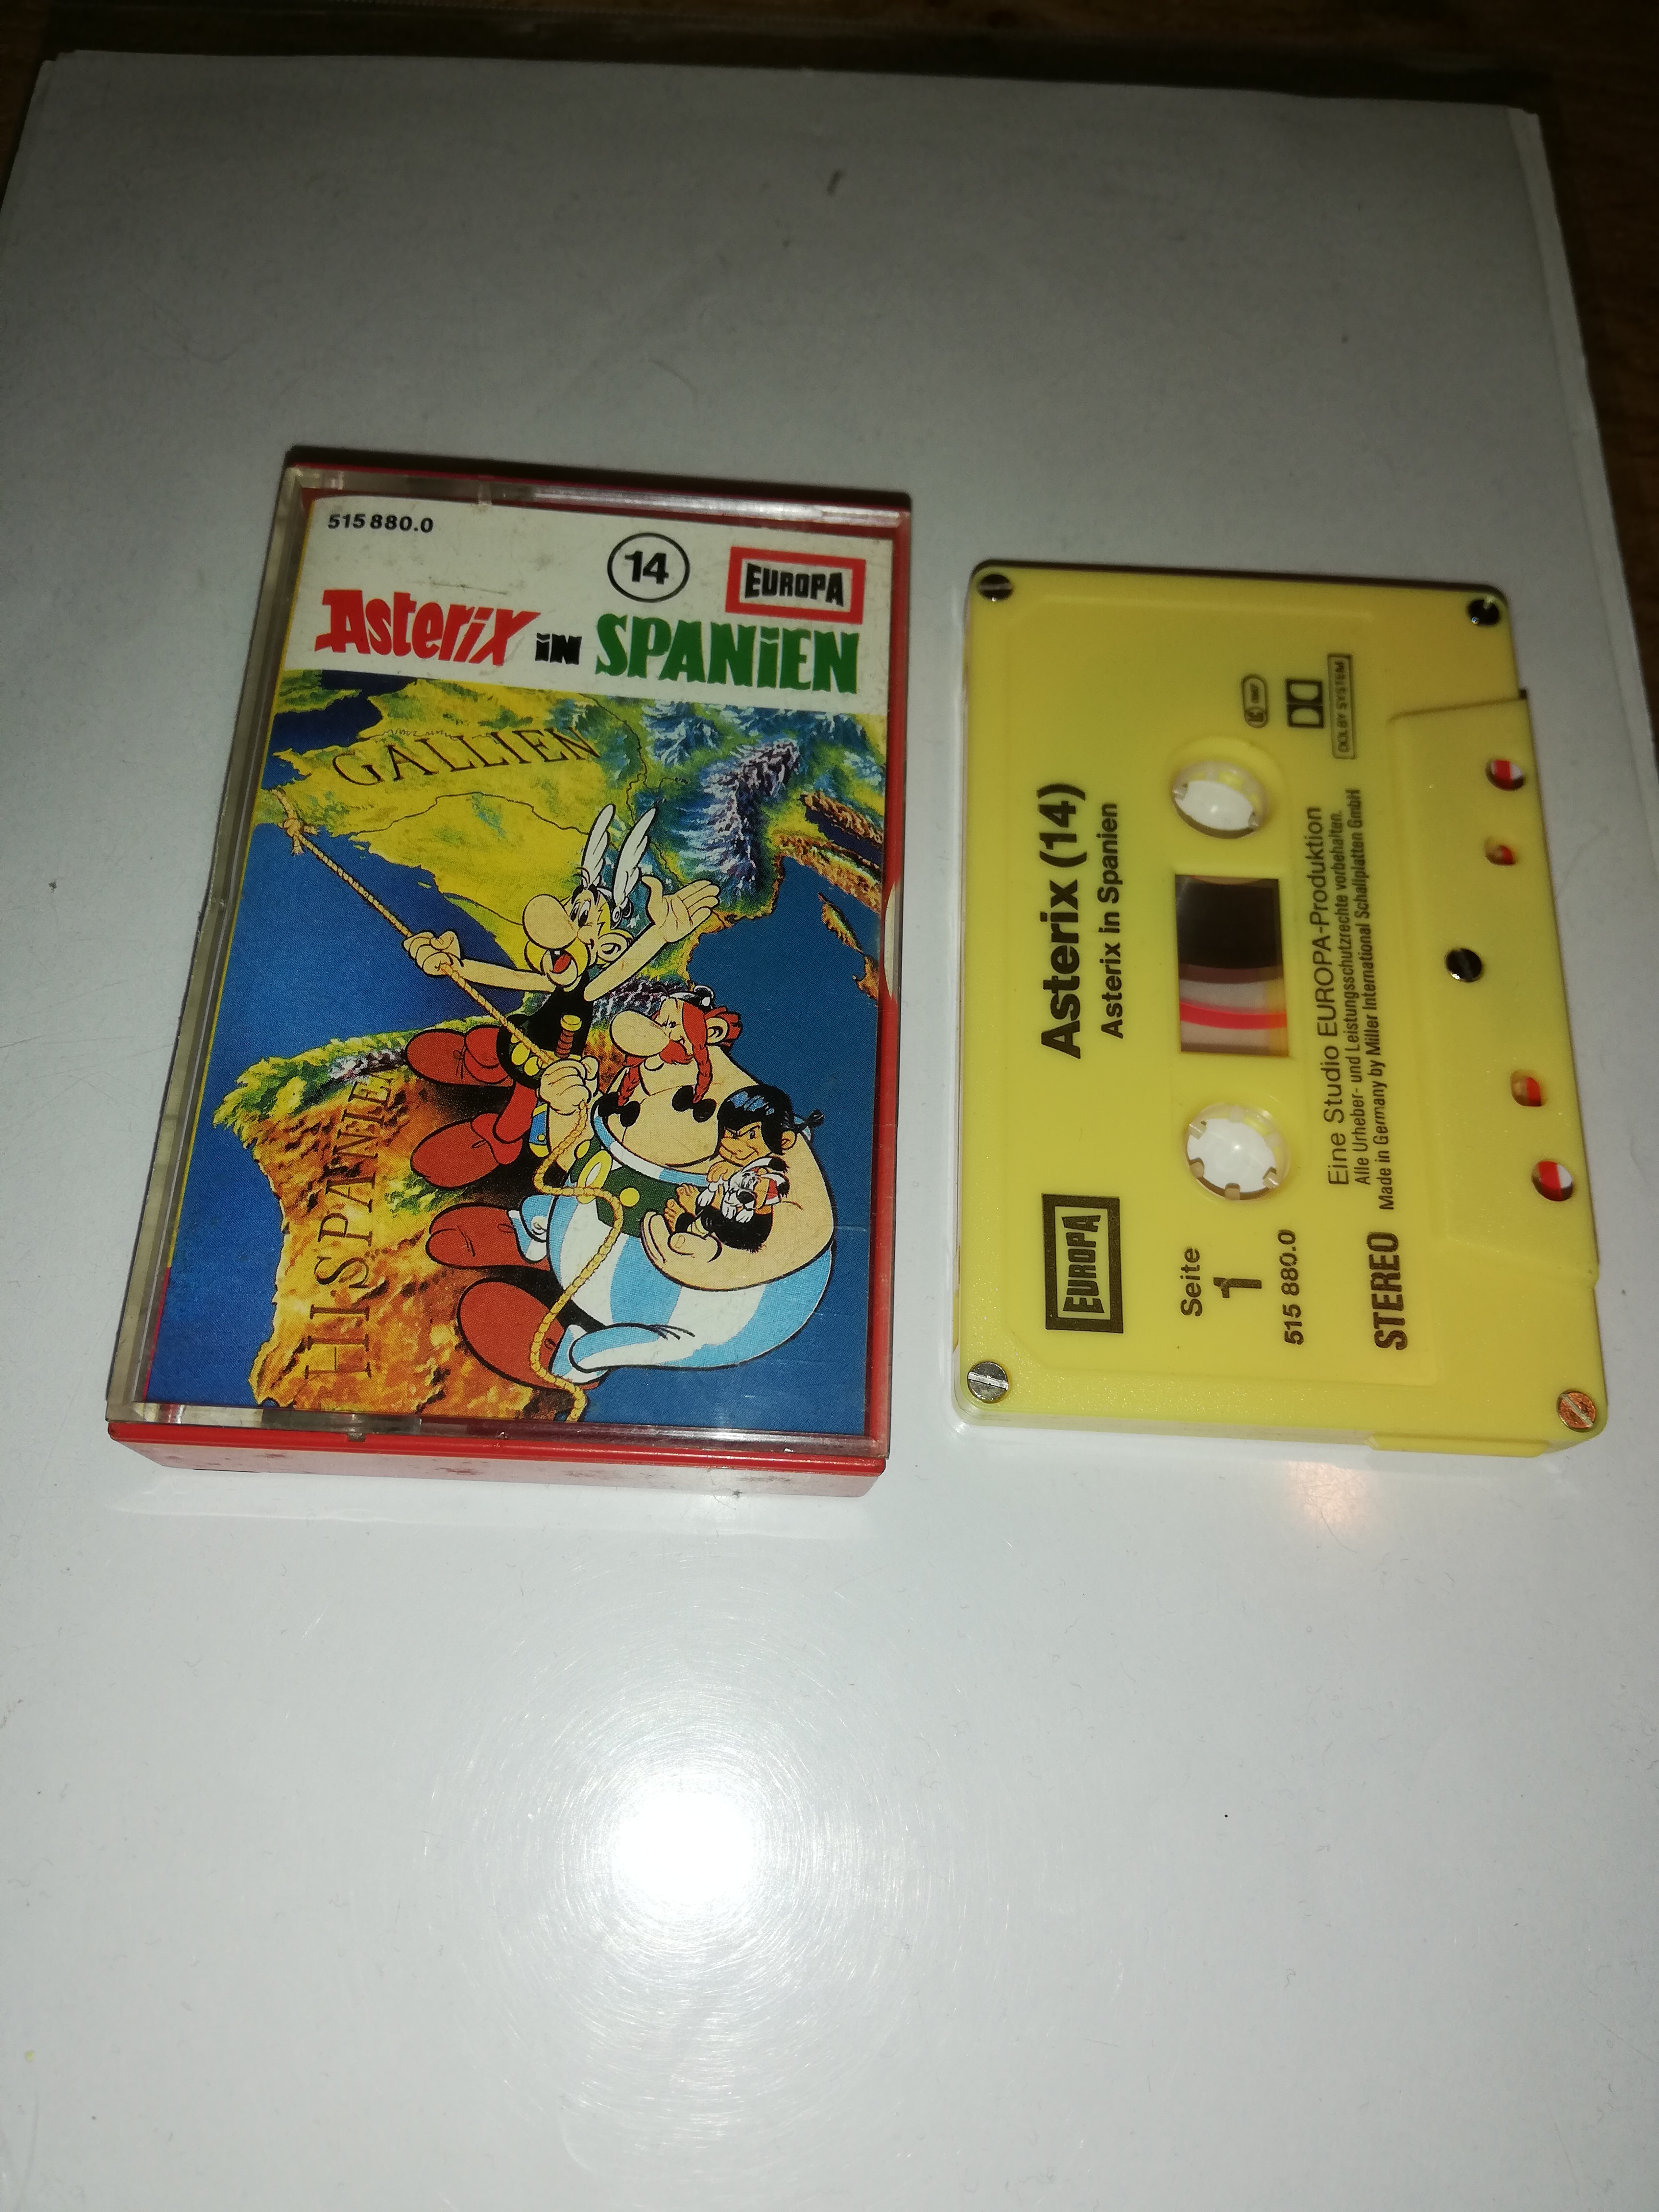 515 880.0
14
EUROPA
Asterix in SPANIEN
GALLIEN
HISPANIEN
Asterix (14)
Asterix in Spanien
EUROPA
Seite
1
515 880.0
DOLBY SYSTEM
Eine Studio EUROPA-Produktion
Alle Urheber- und Leistungsschutzrechte vorbehalten.
Made in Germany by Miller International Schallplatten GmbH
STEREO